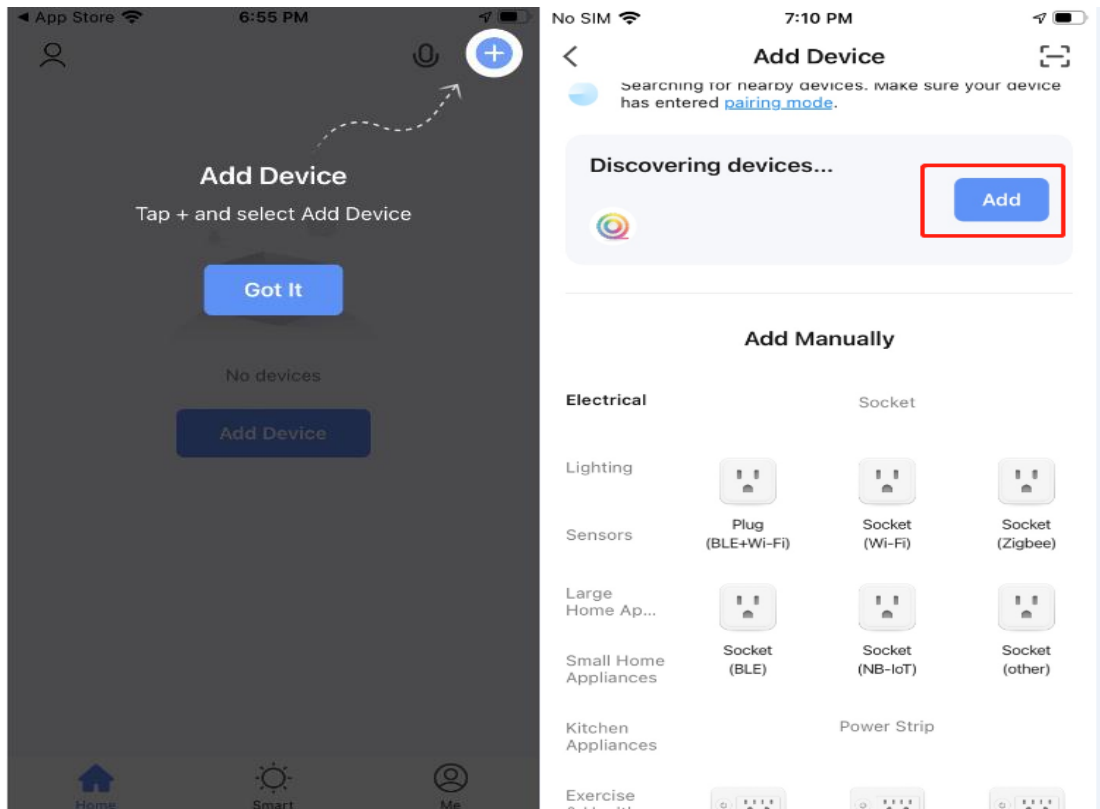 ◀ App Store
6:55 PM
Add Device
Tap + and select Add Device
Got It
No devices
Add Device
Home
Smart
Me
No SIM
7:10 PM
Add Device
Searching for nearby devices. Make sure your device
has entered pairing mode.
Discovering devices...
Add
Add Manually
Electrical
Socket
Lighting
Plug
(BLE+Wi-Fi)
Socket
(Wi-Fi)
Socket
(Zigbee)
Sensors
Large
Home Ap...
Socket
(BLE)
Socket
(NB-IoT)
Socket
(other)
Small Home
Appliances
Kitchen
Appliances
Power Strip
Exercise